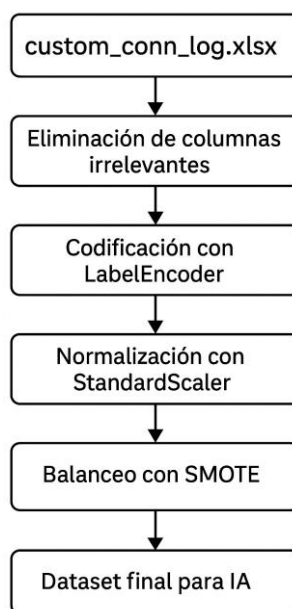 custom_conn_log.xlsx
Eliminación de columnas
irrelevantes
Codificación con
LabelEncoder
Normalización con
StandardScaler
Balanceo con SMOTE
Dataset final para IA